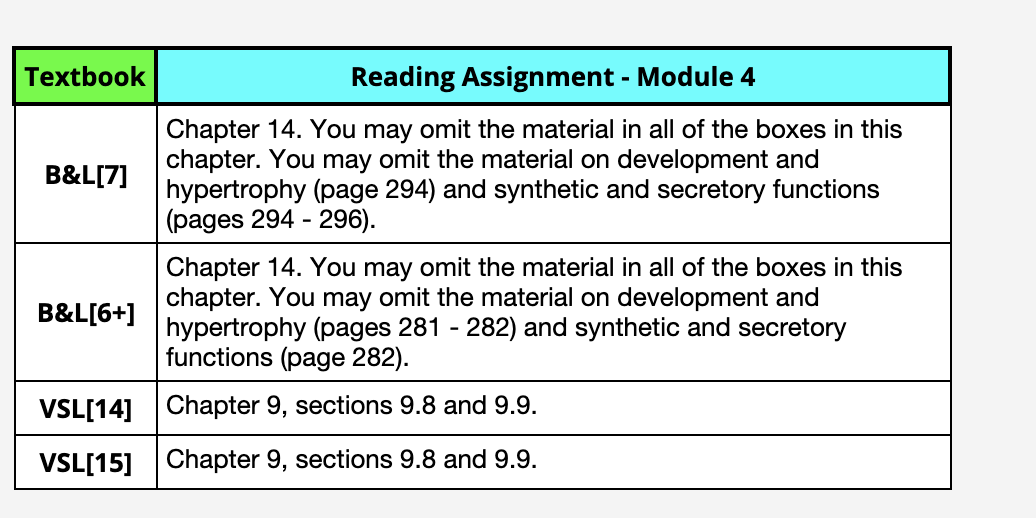 Textbook
Reading Assignment - Module 4
B&L[7]
Chapter 14. You may omit the material in all of the boxes in this
chapter. You may omit the material on development and
hypertrophy (page 294) and synthetic and secretory functions
(pages 294 - 296).
B&L[6+]
Chapter 14. You may omit the material in all of the boxes in this
chapter. You may omit the material on development and
hypertrophy (pages 281 - 282) and synthetic and secretory
functions (page 282).
VSL[14]
Chapter 9, sections 9.8 and 9.9.
VSL[15]
Chapter 9, sections 9.8 and 9.9.